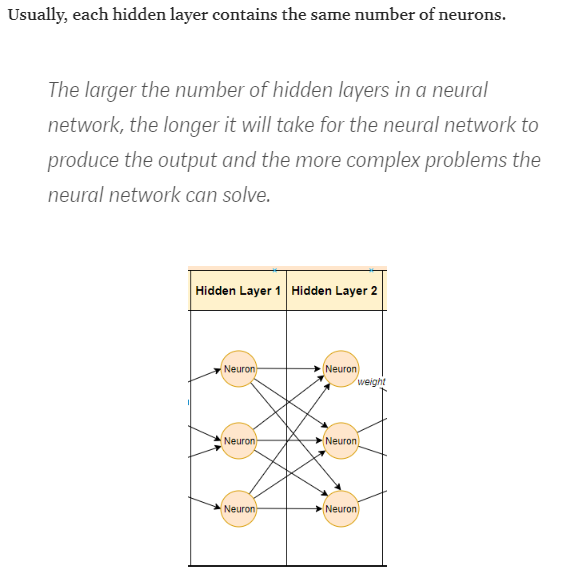 Usually, each hidden layer contains the same number of neurons.
The larger the number of hidden layers in a neural
network, the longer it will take for the neural network to
produce the output and the more complex problems the
neural network can solve.
Hidden Layer 1 Hidden Layer 2
Neuron Neuron
weight
Neuron Neuron
Neuron Neuron